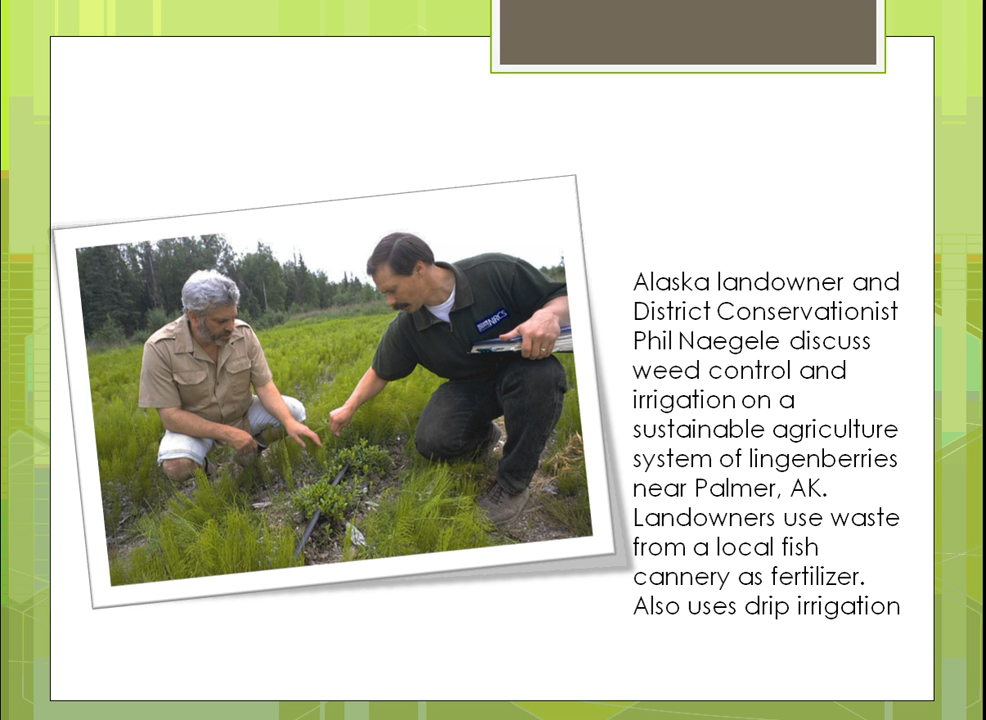 Alaska landowner and
District Conservationist
Phil Naegele discuss
weed control and
irrigation on a
sustainable agriculture
system of lingenberries
near Palmer, AK.
Landowners use waste
from a local fish
cannery as fertilizer.
Also uses drip irrigation
NRCS